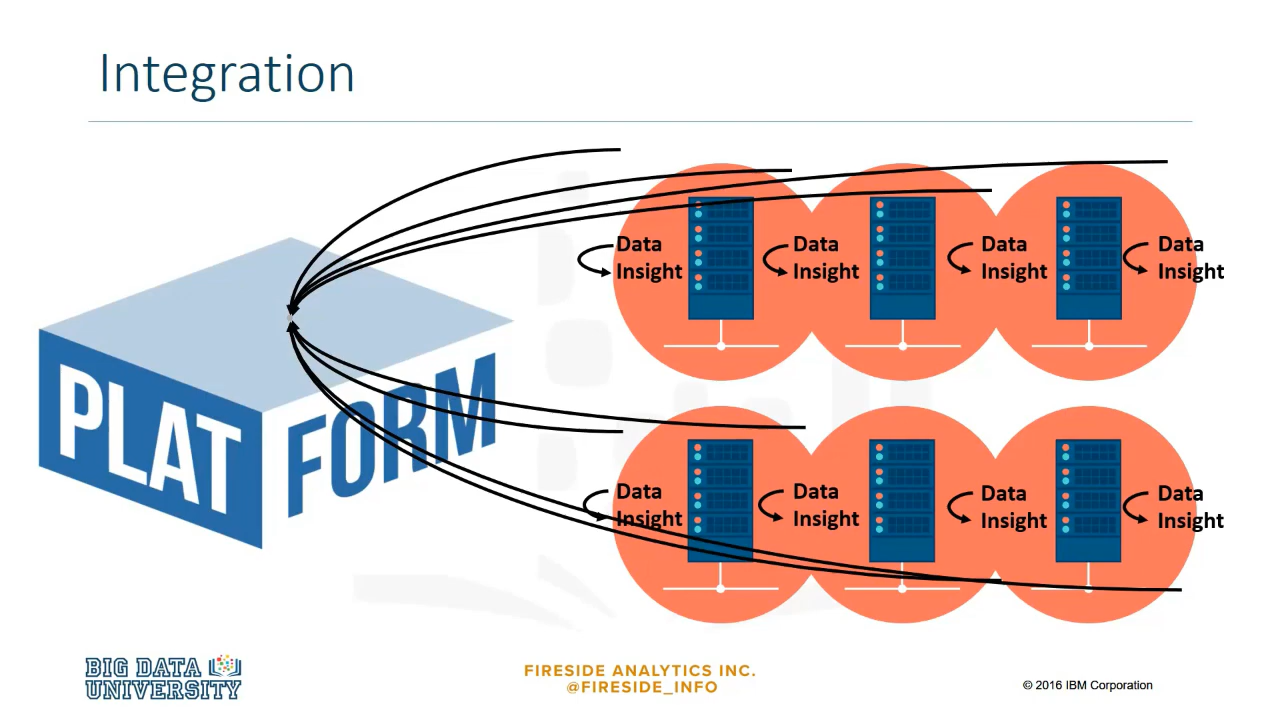 Integration
PLAT
FORM
Data
Insight
Data
Insight
Data
Insight
Data
Insight
Data
Insight
Data
Insight
Data
Insight
Data
Insight
BIG DATA
UNIVERSITY
FIRESIDE ANALYTICS INC.
@FIRESIDE_INFO
© 2016 IBM Corporation